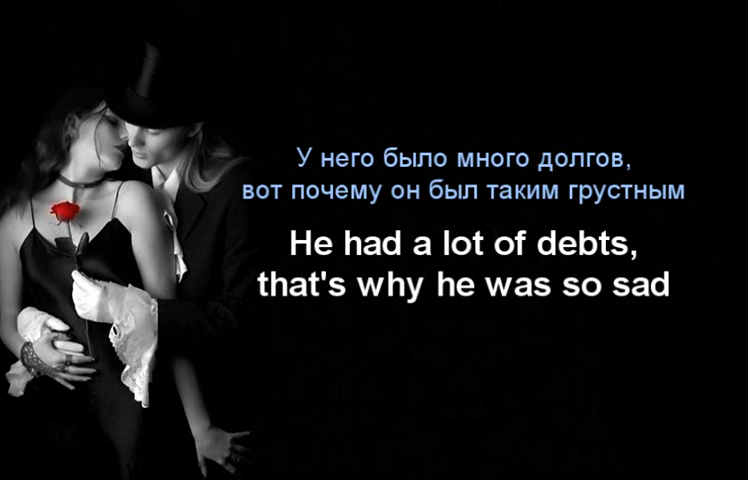 У него было много долгов,
вот почему он был таким грустным
He had a lot of debts,
that's why he was so sad